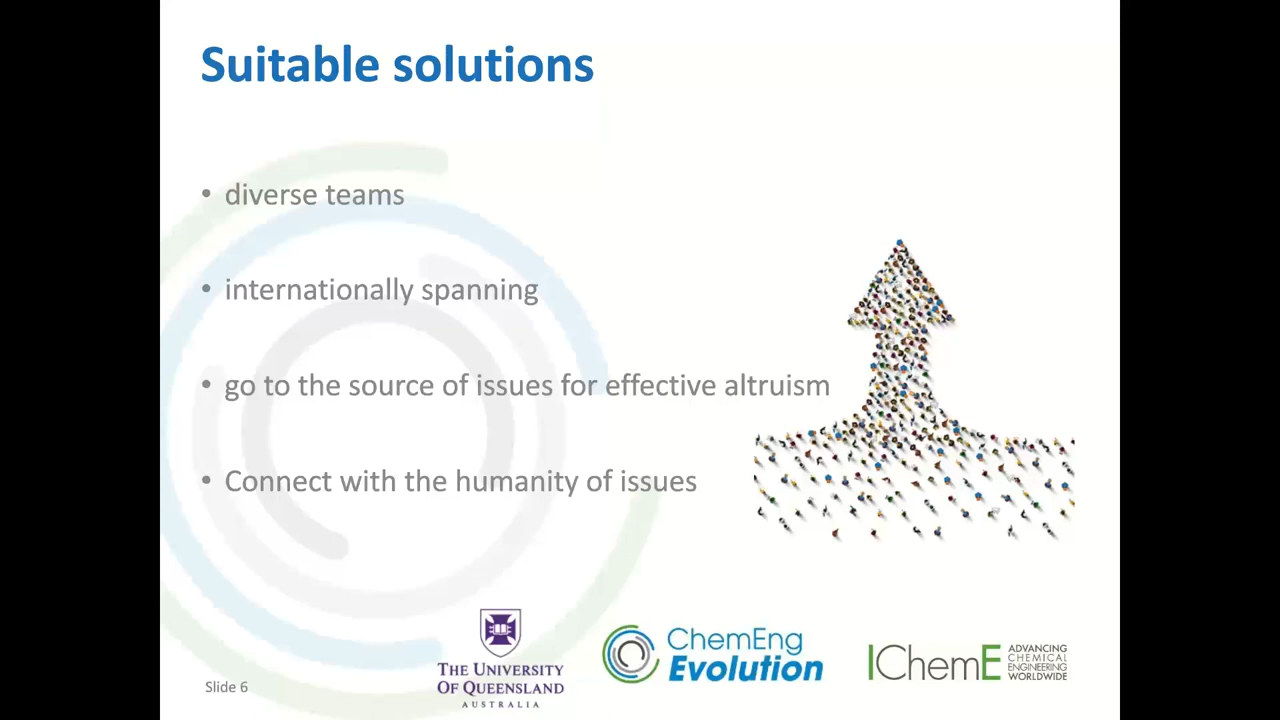 Suitable solutions
• diverse teams
• internationally spanning
• go to the source of issues for effective altruism
• Connect with the humanity of issues
Slide 6
THE UNIVERSITY
OF QUEENSLAND
AUSTRALIA
ChemEng
Evolution
IChemE
ADVANCING
CHEMICAL
ENGINEERING
WORLDWIDE